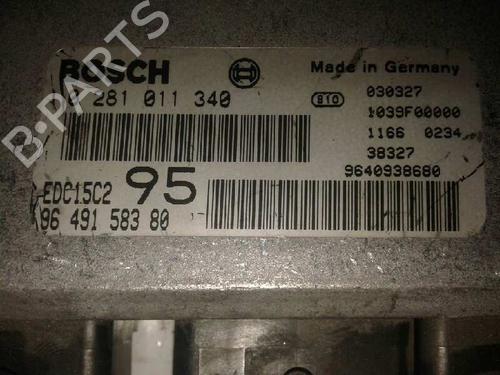 B-PARTS
BOSCH
Made in Germany
0 281 011 340
810
030327
1039F00000
1166 0234
38327
9640938680
EDC15C2
95
96 491 583 80